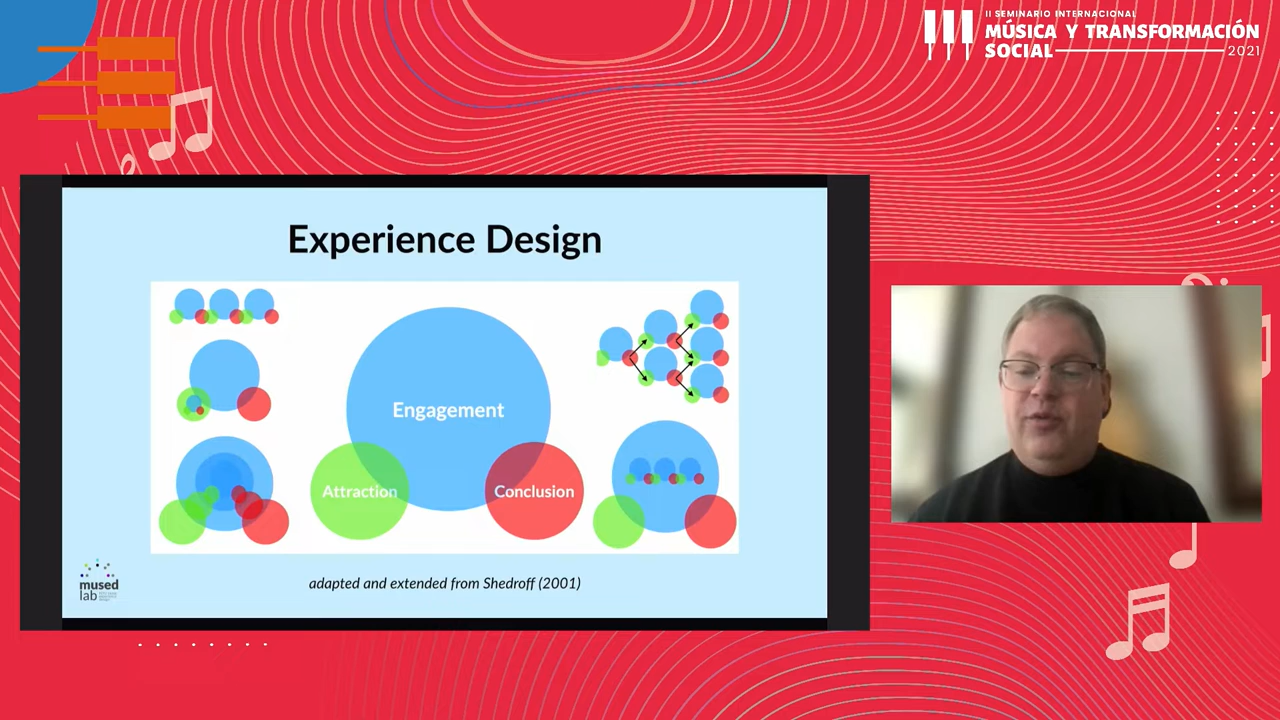 II SEMINARIO INTERNACIONAL
MÚSICA Y TRANSFORMACIÓN
SOCIAL
2021
Experience Design
Engagement
Attraction
Conclusion
adapted and extended from Shedroff (2001)
mused
lab